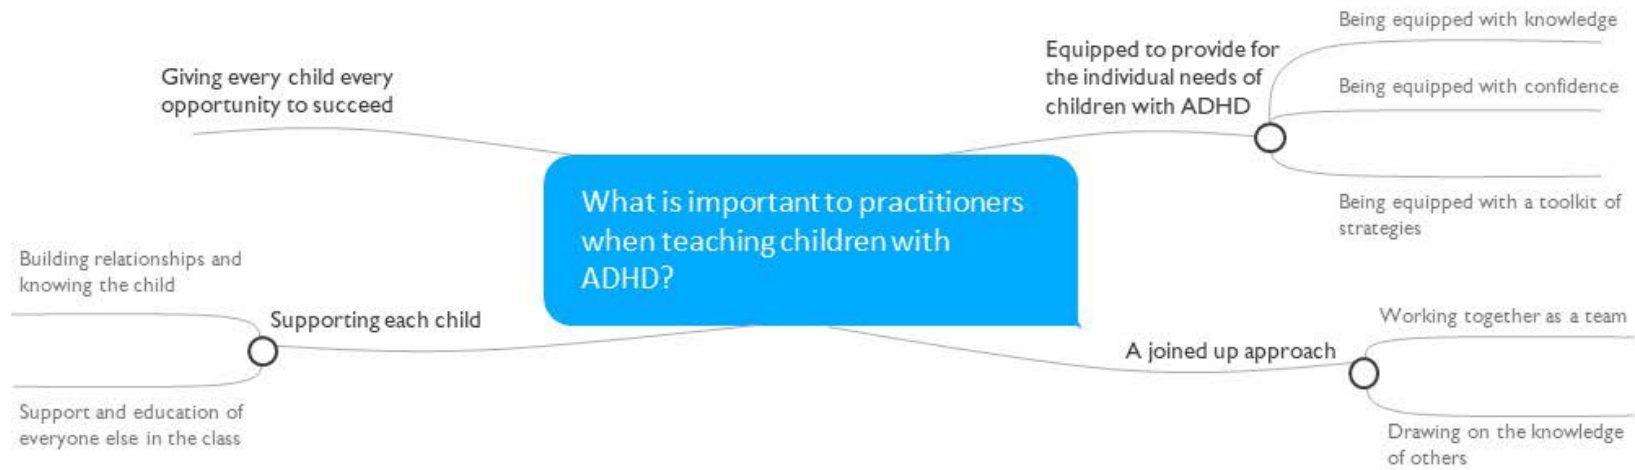 Giving every child every
opportunity to succeed
Equipped to provide for
the individual needs of
children with ADHD
Being equipped with knowledge
Being equipped with confidence
Being equipped with a toolkit of
strategies
What is important to practitioners
when teaching children with
ADHD?
Building relationships and
knowing the child
Supporting each child
Support and education of
everyone else in the class
A joined up approach
Working together as a team
Drawing on the knowledge
of others